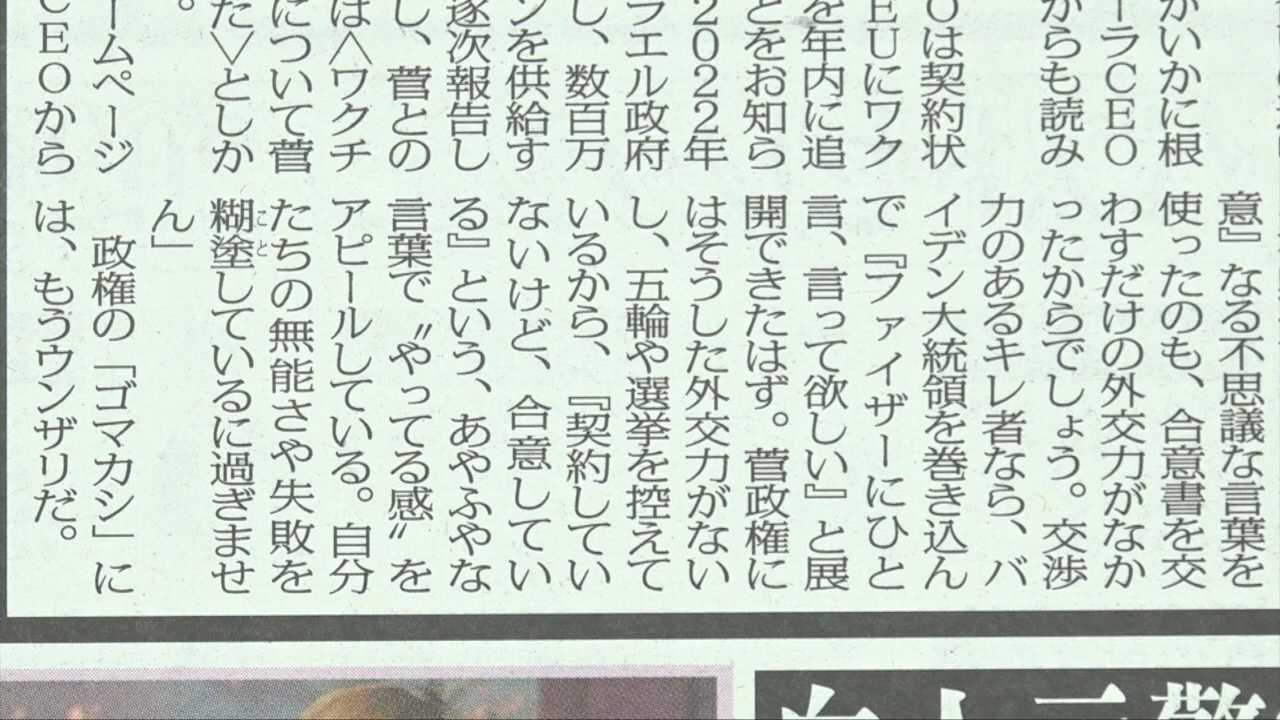 かいかに根
ーラCEO
からも読み
Oは契約状
EUにワク
を年内に追
とをお知ら
2022年
ラエル政府
し、数百万
ンを供給す
逐次報告し
し、菅との
は〈ワクチ
について菅
た〉としか
。
ームページ
CEOから
意』なる不思議な言葉を
使ったのも、合意書を交
わすだけの外交力がなか
ったからでしょう。交渉
力のあるキレ者なら、バ
イデン大統領を巻き込ん
で『ファイザーにひと
言、言って欲しい』と展
開できたはず。菅政権に
はそうした外交力がない
し、五輪や選挙を控えて
いるから、『契約してい
ないけど、合意してい
る』という、あやふやな
言葉で〝やってる感〟を
アピールしている。自分
たちの無能さや失敗を
糊塗（こと）しているに過ぎませ
ん」
政権の「ゴマカシ」に
は、もうウンザリだ。